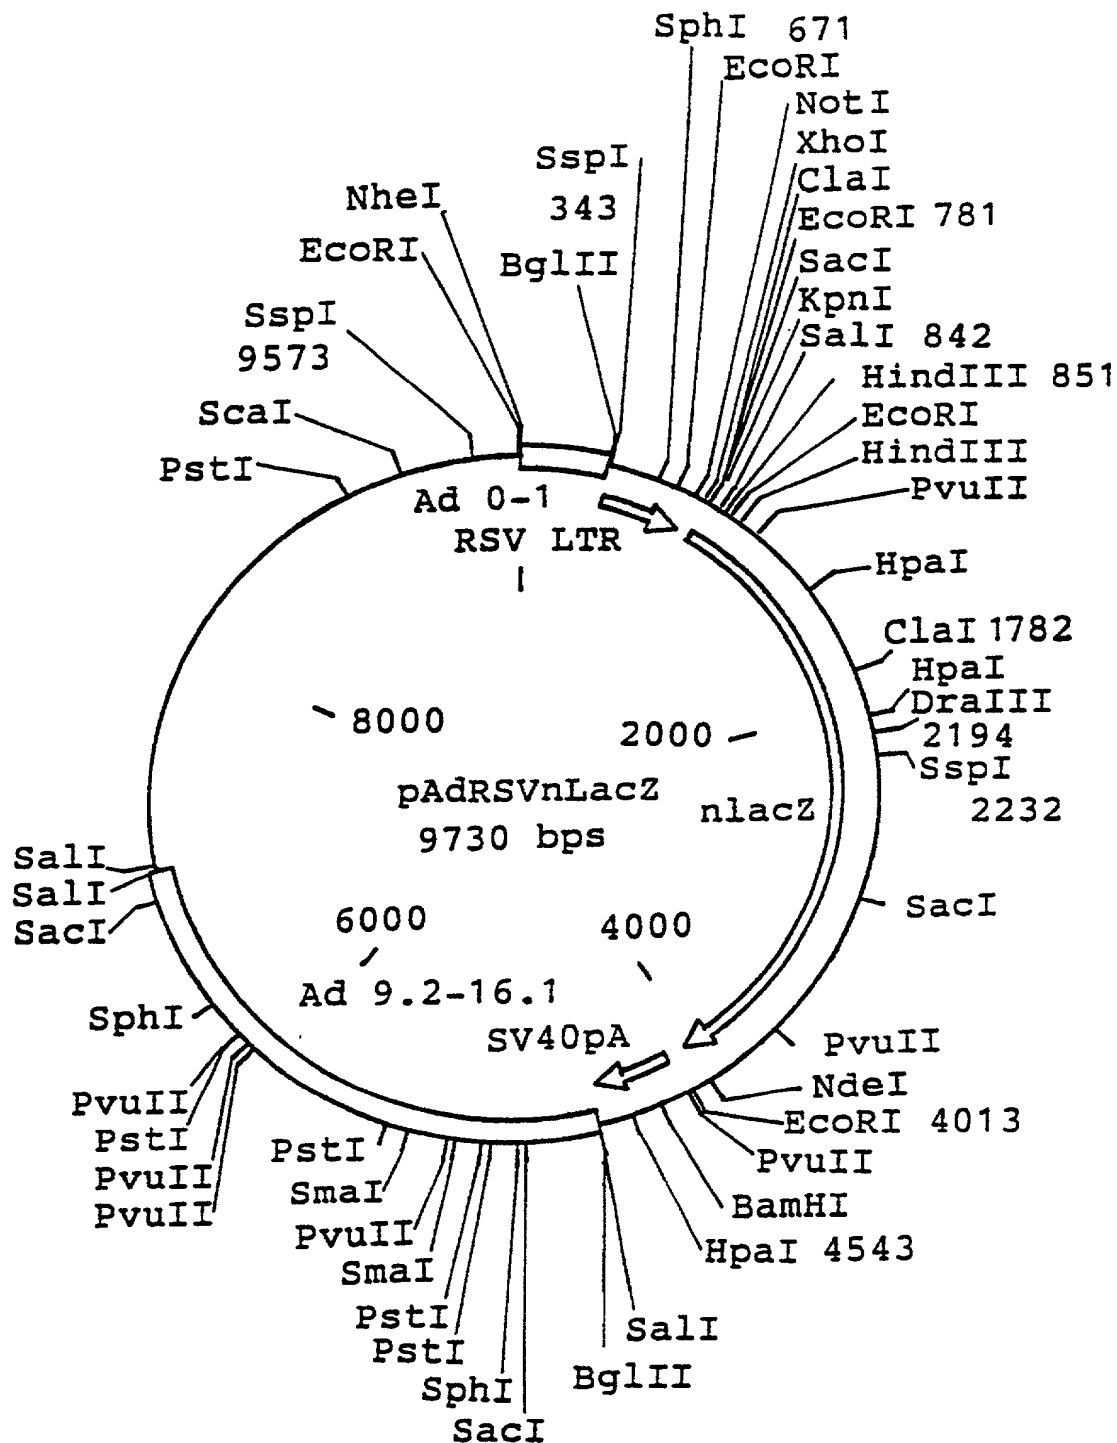 SphI 671
EcoRI
NotI
XhoI
ClaI
EcoRI 781
SacI
KpnI
SalI 842
HindIII 851
EcoRI
HindIII
PvuII
HpaI
ClaI 1782
HpaI
DraIII
2194
SspI
2232
SacI
PvuII
NdeI
EcoRI 4013
PvuII
BamHI
HpaI 4543
SalI
BglII
SacI
SphI
PstI
PstI
SmaI
PvuII
SmaI
PstI
PvuII
PvuII
PstI
PvuII
SphI
SacI
SalI
SalI
PstI
ScaI
SspI
9573
EcoRI
NheI
BglII
SspI
343
Ad 0-1
RSV LTR
8000
2000
pAdRSVnLacZ
9730 bps
nlacZ
6000
4000
Ad 9.2-16.1
SV40pA